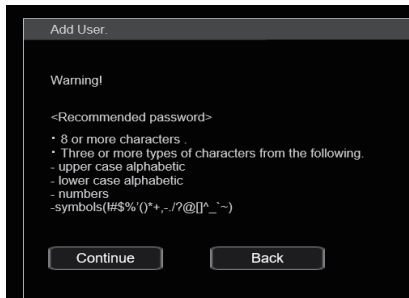 Add User.
Warning!
<Recommended password>
・8 or more characters .
・Three or more types of characters from the following.
- upper case alphabetic
- lower case alphabetic
- numbers
-symbols(!#$%'()*+,-./?@[]^_`~)
Continue
Back